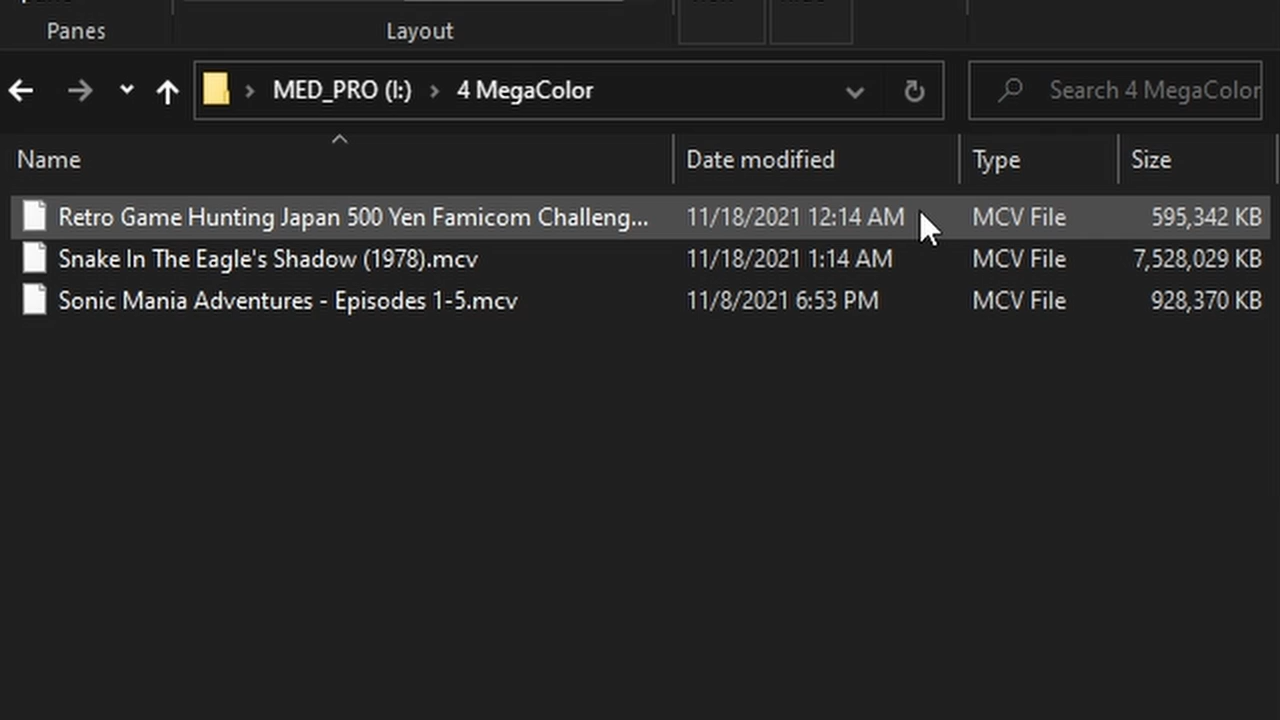 Panes Layout
MED_PRO (I:) 4 MegaColor Search 4 MegaColor
Name Date modified Type Size
Retro Game Hunting Japan 500 Yen Famicom Challeng... 11/18/2021 12:14 AM MCV File 595,342 KB
Snake In The Eagle's Shadow (1978).mcv 11/18/2021 1:14 AM MCV File 7,528,029 KB
Sonic Mania Adventures - Episodes 1-5.mcv 11/8/2021 6:53 PM MCV File 928,370 KB